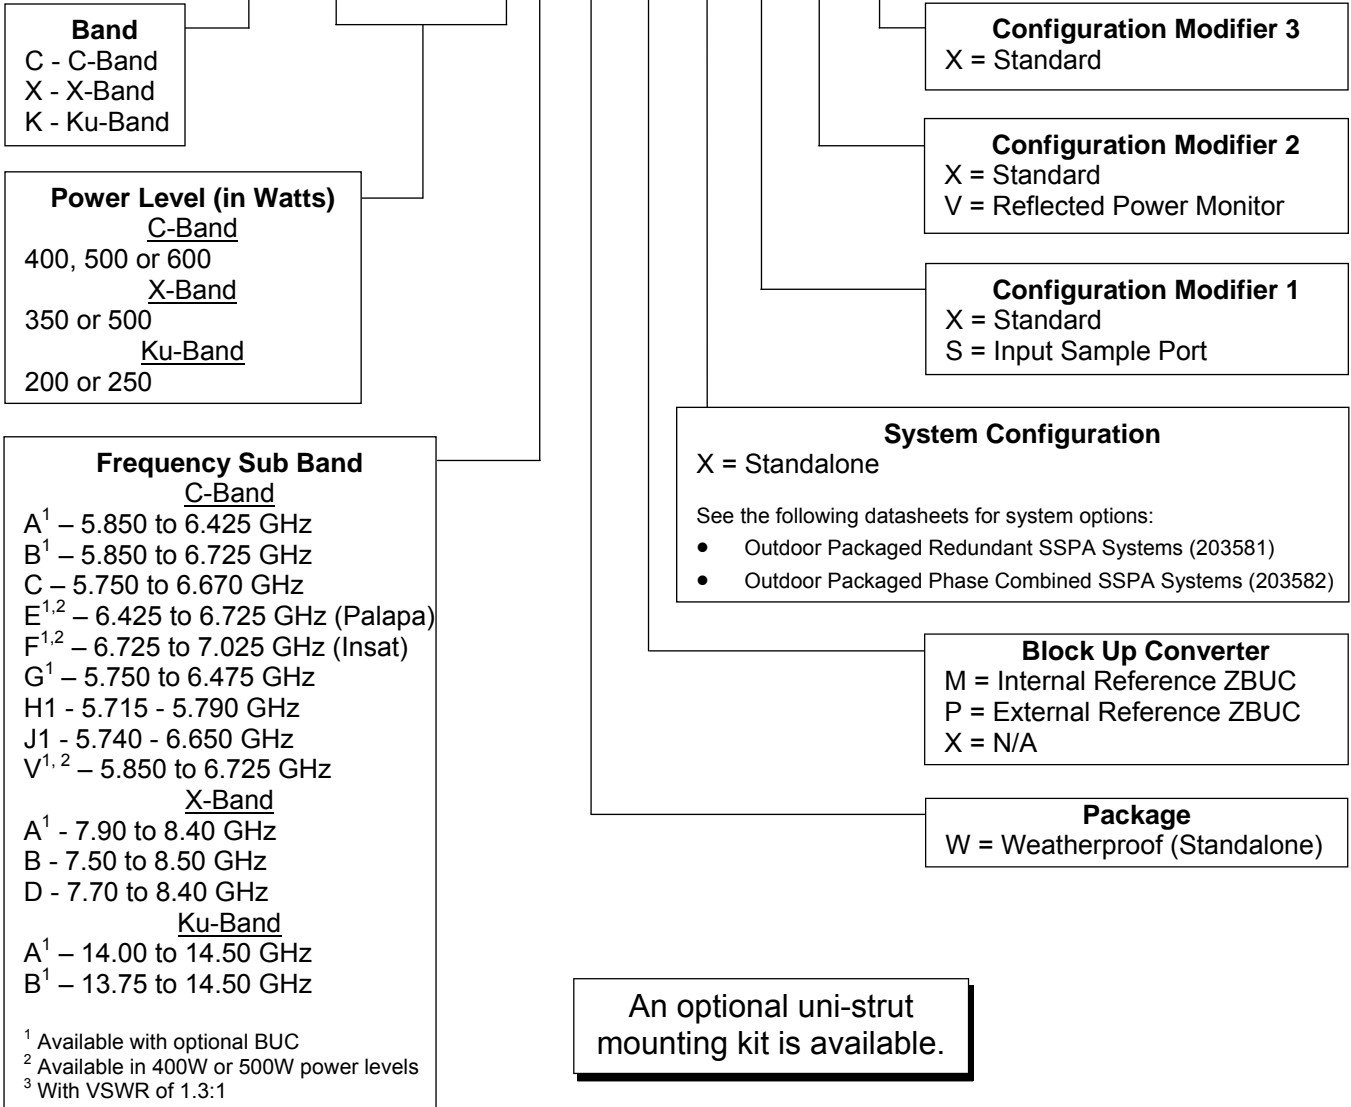 Band
C - C-Band
X - X-Band
K - Ku-Band
Power Level (in Watts)
C-Band
400, 500 or 600
X-Band
350 or 500
Ku-Band
200 or 250
Frequency Sub Band
C-Band
A¹ – 5.850 to 6.425 GHz
B¹ – 5.850 to 6.725 GHz
C – 5.750 to 6.670 GHz
E¹,² – 6.425 to 6.725 GHz (Palapa)
F¹,² – 6.725 to 7.025 GHz (Insat)
G¹ – 5.750 to 6.475 GHz
H1 - 5.715 - 5.790 GHz
J1 - 5.740 - 6.650 GHz
V¹, ² – 5.850 to 6.725 GHz
X-Band
A¹ - 7.90 to 8.40 GHz
B - 7.50 to 8.50 GHz
D - 7.70 to 8.40 GHz
Ku-Band
A¹ – 14.00 to 14.50 GHz
B¹ – 13.75 to 14.50 GHz
¹ Available with optional BUC
² Available in 400W or 500W power levels
³ With VSWR of 1.3:1
Configuration Modifier 3
X = Standard
Configuration Modifier 2
X = Standard
V = Reflected Power Monitor
Configuration Modifier 1
X = Standard
S = Input Sample Port
System Configuration
X = Standalone
See the following datasheets for system options:
• Outdoor Packaged Redundant SSPA Systems (203581)
• Outdoor Packaged Phase Combined SSPA Systems (203582)
Block Up Converter
M = Internal Reference ZBUC
P = External Reference ZBUC
X = N/A
Package
W = Weatherproof (Standalone)
An optional uni-strut
mounting kit is available.